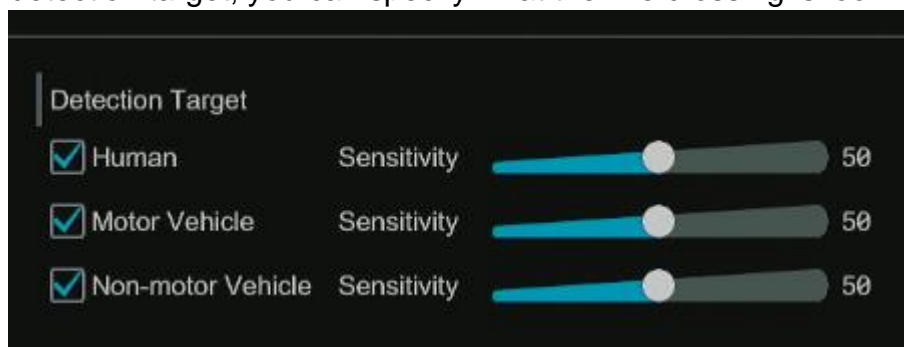 Detection Target
Human Sensitivity 50
Motor Vehicle Sensitivity 50
Non-motor Vehicle Sensitivity 50